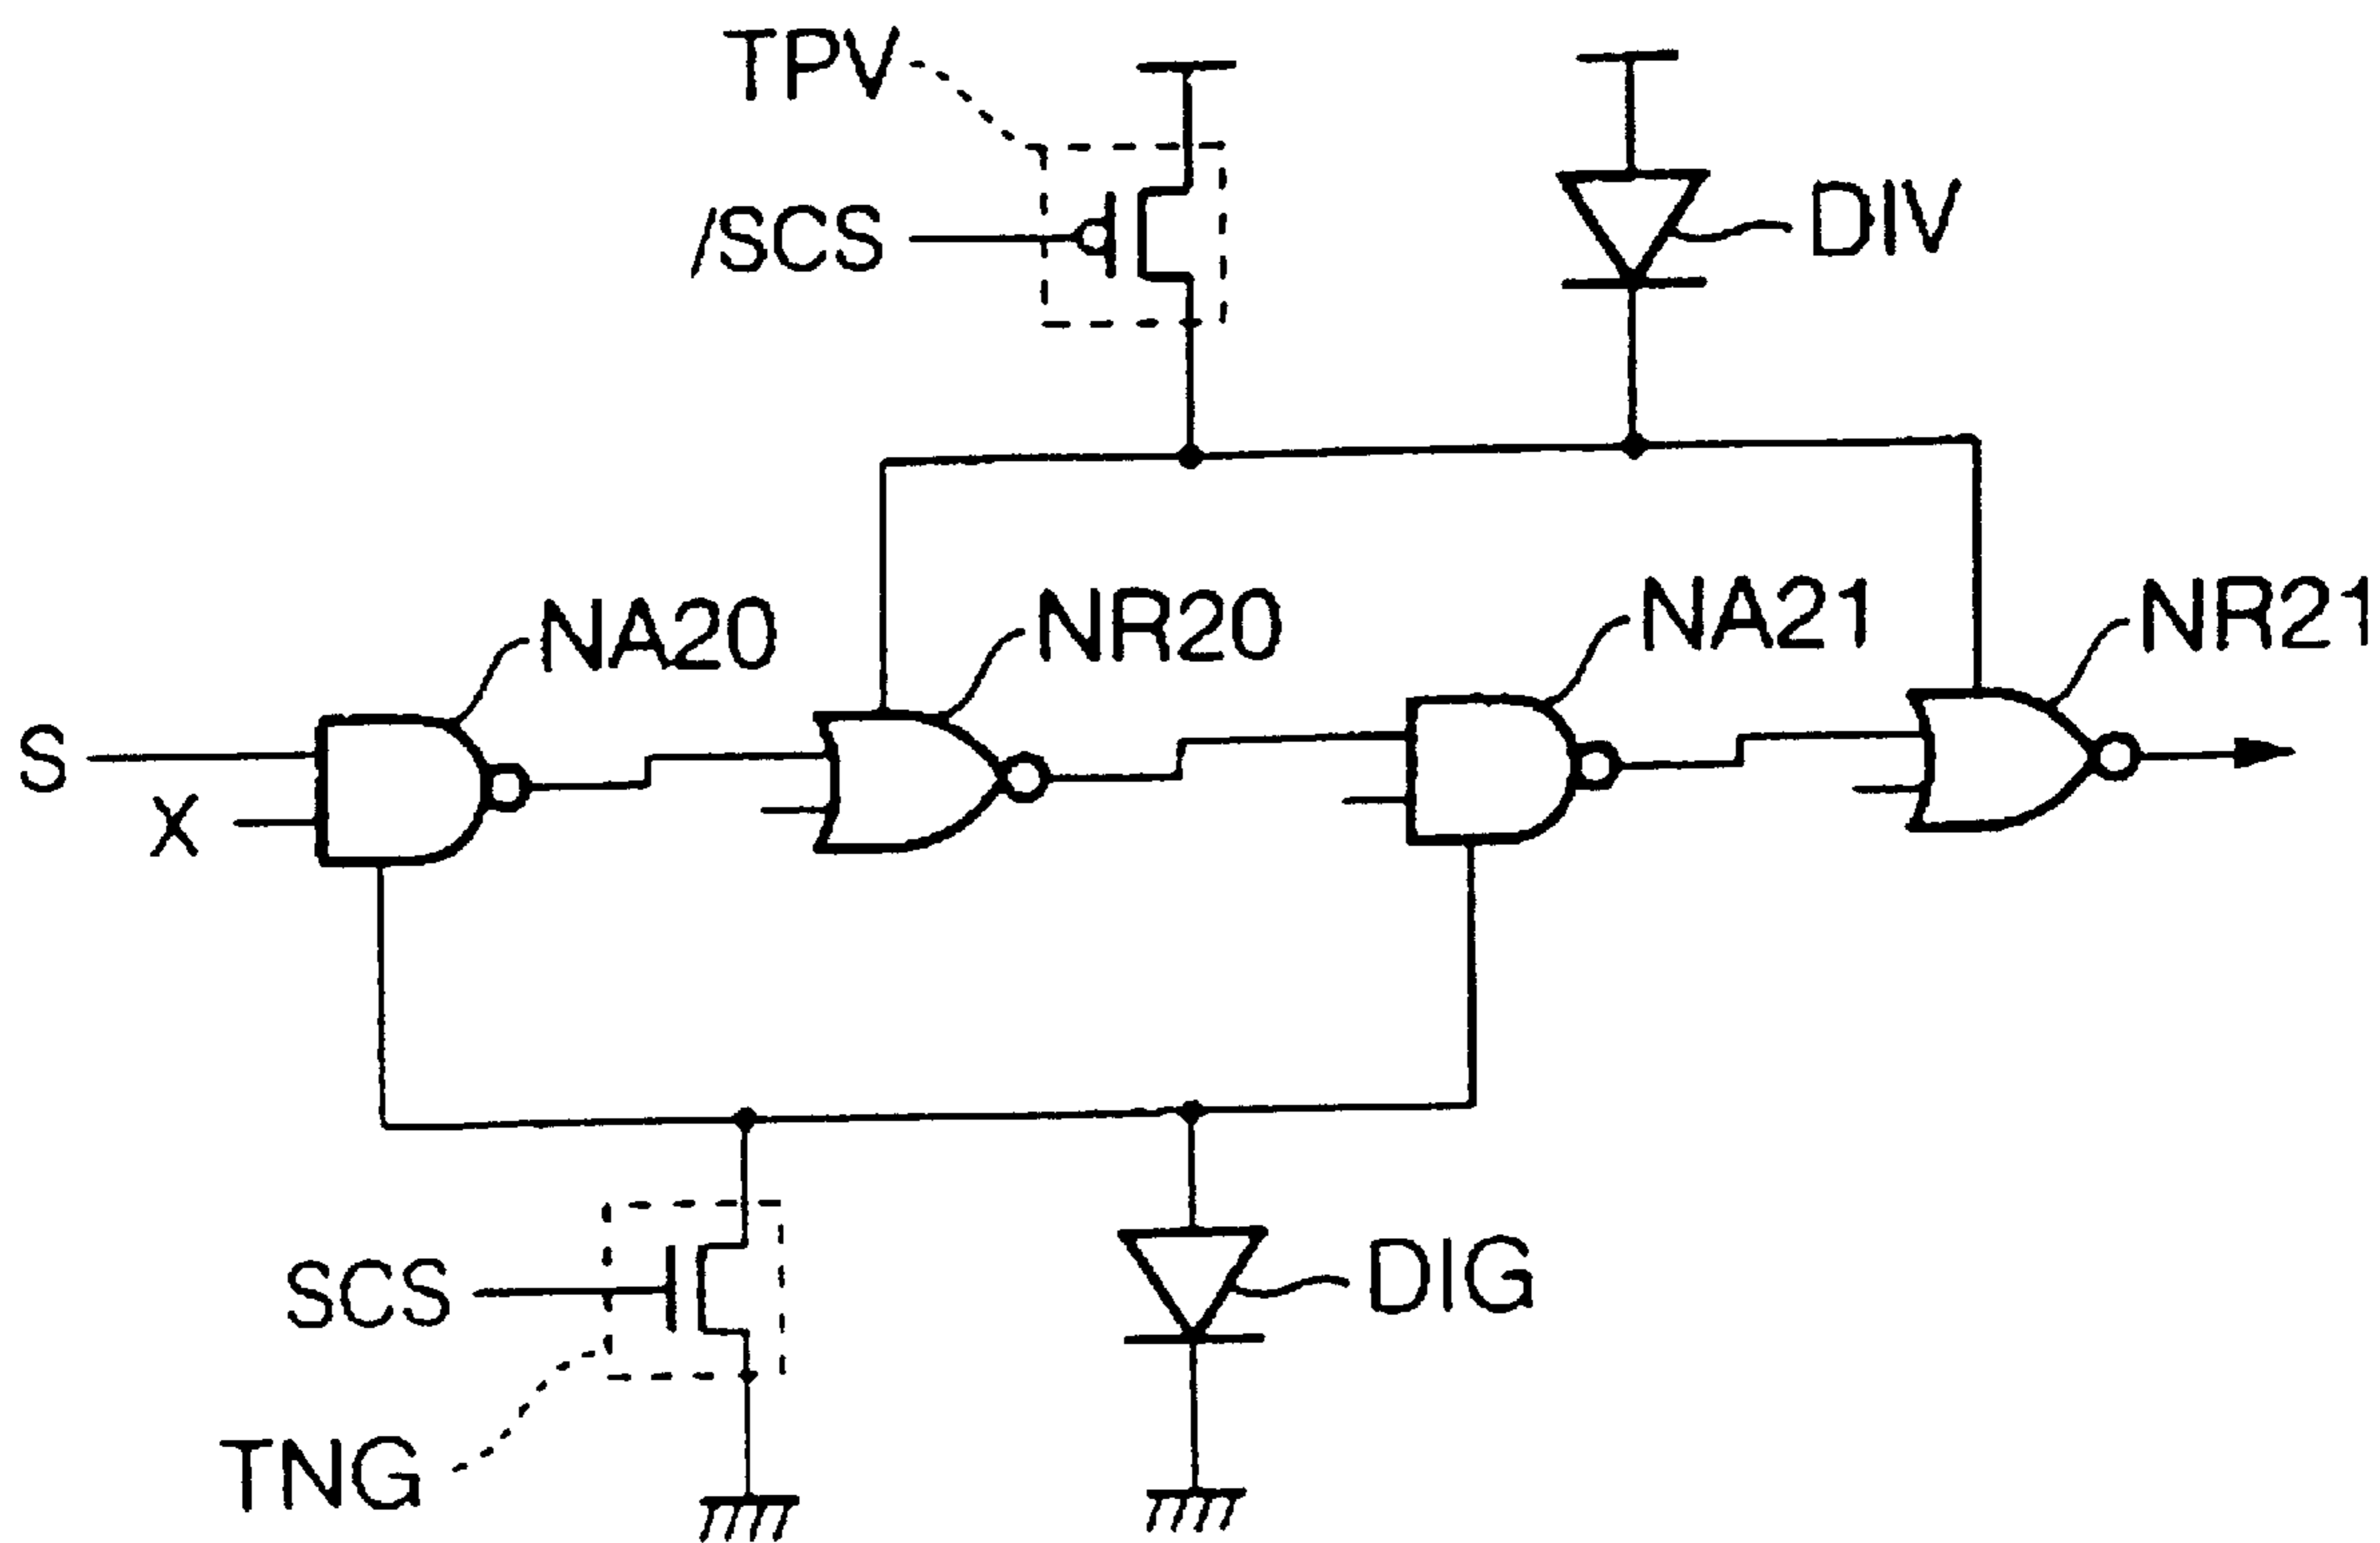 TPV
/SCS
DIV
NA20
NR20
NA21
NR21
S
X
SCS
DIG
TNG